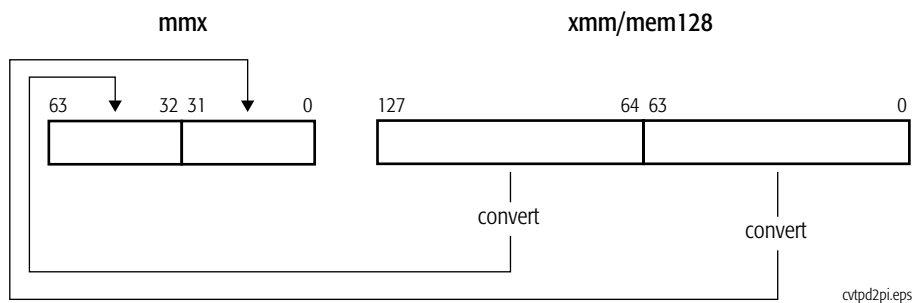 mmx xmm/mem128
63 32 31 0 127 64 63 0
convert
convert
cvtpd2pi.eps